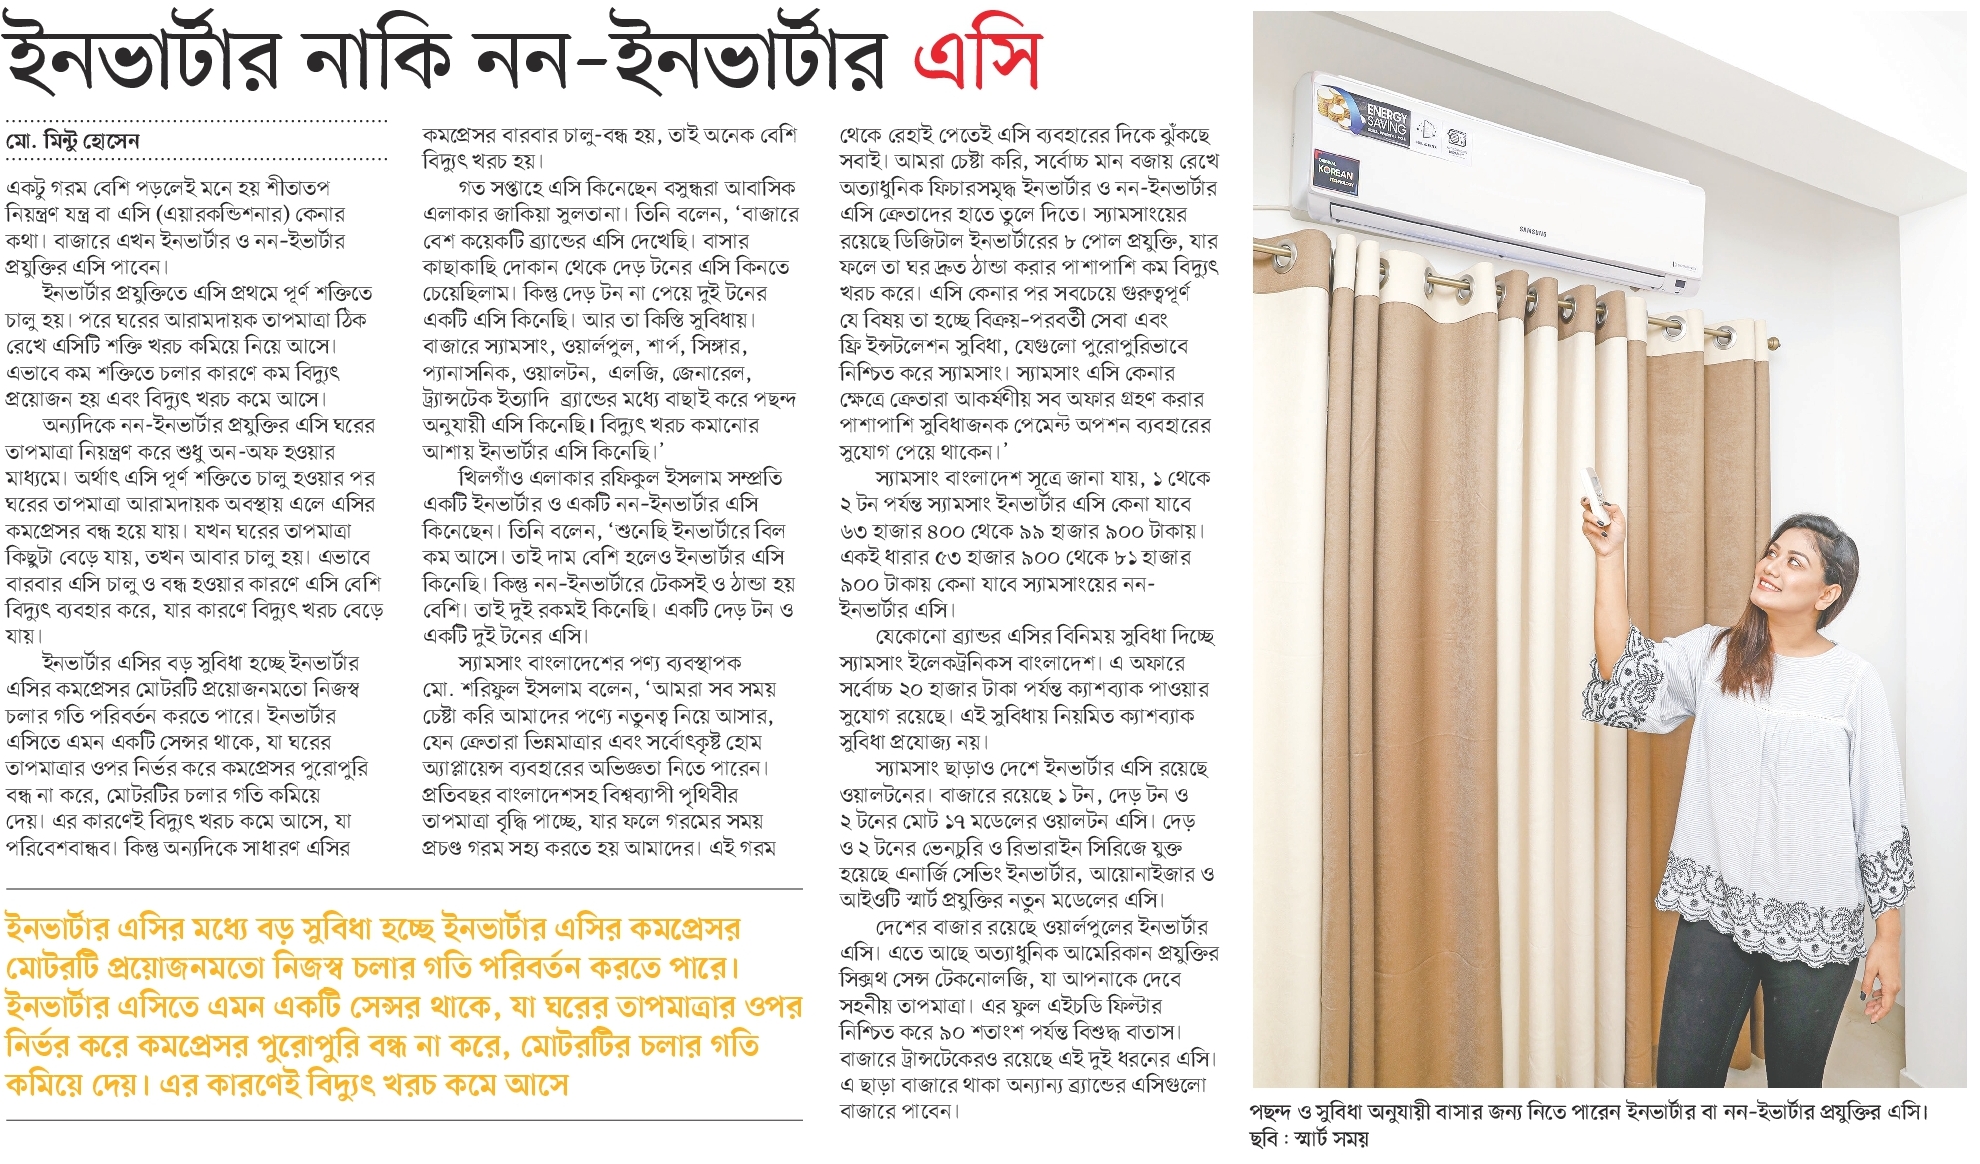 ইনভার্টার নাকি নন-ইনভার্টার এসি
মো. মিন্টু হোসেন
একটু গরম বেশি পড়লেই মনে হয় শীতাতপ
নিয়ন্ত্রণ যন্ত্র বা এসি (এয়ারকন্ডিশনার) কেনার
কথা। বাজারে এখন ইনভার্টার ও নন-ইভার্টার
প্রযুক্তির এসি পাবেন।
ইনভার্টার প্রযুক্তিতে এসি প্রথমে পূর্ণ শক্তিতে
চালু হয়। পরে ঘরের আরামদায়ক তাপমাত্রা ঠিক
রেখে এসিটি শক্তি খরচ কমিয়ে নিয়ে আসে।
এভাবে কম শক্তিতে চলার কারণে কম বিদ্যুৎ
প্রয়োজন হয় এবং বিদ্যুৎ খরচ কমে আসে।
অন্যদিকে নন-ইনভার্টার প্রযুক্তির এসি ঘরের
তাপমাত্রা নিয়ন্ত্রণ করে শুধু অন-অফ হওয়ার
মাধ্যমে। অর্থাৎ এসি পূর্ণ শক্তিতে চালু হওয়ার পর
ঘরের তাপমাত্রা আরামদায়ক অবস্থায় এলে এসির
কমপ্রেসর বন্ধ হয়ে যায়। যখন ঘরের তাপমাত্রা
কিছুটা বেড়ে যায়, তখন আবার চালু হয়। এভাবে
বারবার এসি চালু ও বন্ধ হওয়ার কারণে এসি বেশি
বিদ্যুৎ ব্যবহার করে, যার কারণে বিদ্যুৎ খরচ বেড়ে
যায়।
ইনভার্টার এসির বড় সুবিধা হচ্ছে ইনভার্টার
এসির কমপ্রেসর মোটরটি প্রয়োজনমতো নিজস্ব
চলার গতি পরিবর্তন করতে পারে। ইনভার্টার
এসিতে এমন একটি সেন্সর থাকে, যা ঘরের
তাপমাত্রার ওপর নির্ভর করে কমপ্রেসর পুরোপুরি
বন্ধ না করে, মোটরটির চলার গতি কমিয়ে
দেয়। এর কারণেই বিদ্যুৎ খরচ কমে আসে, যা
পরিবেশবান্ধব। কিন্তু অন্যদিকে সাধারণ এসির
কমপ্রেসর বারবার চালু-বন্ধ হয়, তাই অনেক বেশি
বিদ্যুৎ খরচ হয়।
গত সপ্তাহে এসি কিনেছেন বসুন্ধরা আবাসিক
এলাকার জাকিয়া সুলতানা। তিনি বলেন, ‘বাজারে
বেশ কয়েকটি ব্র্যান্ডের এসি দেখেছি। বাসার
কাছাকাছি দোকান থেকে দেড় টনের এসি কিনতে
চেয়েছিলাম। কিন্তু দেড় টন না পেয়ে দুই টনের
একটি এসি কিনেছি। আর তা কিস্তি সুবিধায়।
বাজারে স্যামসাং, ওয়ার্লপুল, শার্প, সিঙ্গার,
প্যানাসনিক, ওয়ালটন, এলজি, জেনারেল,
ট্র্যান্সটেক ইত্যাদি ব্র্যান্ডের মধ্যে বাছাই করে পছন্দ
অনুযায়ী এসি কিনেছি। বিদ্যুৎ খরচ কমানোর
আশায় ইনভার্টার এসি কিনেছি।’
খিলগাঁও এলাকার রফিকুল ইসলাম সম্প্রতি
একটি ইনভার্টার ও একটি নন-ইনভার্টার এসি
কিনেছেন। তিনি বলেন, ‘শুনেছি ইনভার্টারে বিল
কম আসে। তাই দাম বেশি হলেও ইনভার্টার এসি
কিনেছি। কিন্তু নন-ইনভার্টারে টেকসই ও ঠান্ডা হয়
বেশি। তাই দুই রকমই কিনেছি। একটি দেড় টন ও
একটি দুই টনের এসি।
স্যামসাং বাংলাদেশের পণ্য ব্যবস্থাপক
মো. শরিফুল ইসলাম বলেন, ‘আমরা সব সময়
চেষ্টা করি আমাদের পণ্যে নতুনত্ব নিয়ে আসার,
যেন ক্রেতারা ভিন্নমাত্রার এবং সর্বোৎকৃষ্ট হোম
অ্যাপ্লায়েন্স ব্যবহারের অভিজ্ঞতা নিতে পারেন।
প্রতিবছর বাংলাদেশসহ বিশ্বব্যাপী পৃথিবীর
তাপমাত্রা বৃদ্ধি পাচ্ছে, যার ফলে গরমের সময়
প্রচণ্ড গরম সহ্য করতে হয় আমাদের। এই গরম
থেকে রেহাই পেতেই এসি ব্যবহারের দিকে ঝুঁকছে
সবাই। আমরা চেষ্টা করি, সর্বোচ্চ মান বজায় রেখে
অত্যাধুনিক ফিচারসমৃদ্ধ ইনভার্টার ও নন-ইনভার্টার
এসি ক্রেতাদের হাতে তুলে দিতে। স্যামসাংয়ের
রয়েছে ডিজিটাল ইনভার্টারের ৮ পোল প্রযুক্তি, যার
ফলে তা ঘর দ্রুত ঠান্ডা করার পাশাপাশি কম বিদ্যুৎ
খরচ করে। এসি কেনার পর সবচেয়ে গুরুত্বপূর্ণ
যে বিষয় তা হচ্ছে বিক্রয়-পরবর্তী সেবা এবং
ফ্রি ইন্সটলেশন সুবিধা, যেগুলো পুরোপুরিভাবে
নিশ্চিত করে স্যামসাং। স্যামসাং এসি কেনার
ক্ষেত্রে ক্রেতারা আকর্ষণীয় সব অফার গ্রহণ করার
পাশাপাশি সুবিধাজনক পেমেন্ট অপশন ব্যবহারের
সুযোগ পেয়ে থাকেন।’
স্যামসাং বাংলাদেশ সূত্রে জানা যায়, ১ থেকে
২ টন পর্যন্ত স্যামসাং ইনভার্টার এসি কেনা যাবে
৬৩ হাজার ৪০০ থেকে ৯৯ হাজার ৯০০ টাকায়।
একই ধারার ৫৩ হাজার ৯০০ থেকে ৮১ হাজার
৯০০ টাকায় কেনা যাবে স্যামসাংয়ের নন-
ইনভার্টার এসি।
যেকোনো ব্র্যান্ডর এসির বিনিময় সুবিধা দিচ্ছে
স্যামসাং ইলেকট্রনিকস বাংলাদেশ। এ অফারে
সর্বোচ্চ ২০ হাজার টাকা পর্যন্ত ক্যাশব্যাক পাওয়ার
সুযোগ রয়েছে। এই সুবিধায় নিয়মিত ক্যাশব্যাক
সুবিধা প্রযোজ্য নয়।
স্যামসাং ছাড়াও দেশে ইনভার্টার এসি রয়েছে
ওয়ালটনের। বাজারে রয়েছে ১ টন, দেড় টন ও
২ টনের মোট ১৭ মডেলের ওয়ালটন এসি। দেড়
ও ২ টনের ভেনচুরি ও রিভারাইন সিরিজে যুক্ত
হয়েছে এনার্জি সেভিং ইনভার্টার, আয়োনাইজার ও
আইওটি স্মার্ট প্রযুক্তির নতুন মডেলের এসি।
দেশের বাজার রয়েছে ওয়ার্লপুলের ইনভার্টার
এসি। এতে আছে অত্যাধুনিক আমেরিকান প্রযুক্তির
সিক্সথ সেন্স টেকনোলজি, যা আপনাকে দেবে
সহনীয় তাপমাত্রা। এর ফুল এইচডি ফিল্টার
নিশ্চিত করে ৯০ শতাংশ পর্যন্ত বিশুদ্ধ বাতাস।
বাজারে ট্রান্সটেকেরও রয়েছে এই দুই ধরনের এসি।
এ ছাড়া বাজারে থাকা অন্যান্য ব্র্যান্ডের এসিগুলো
বাজারে পাবেন।
ইনভার্টার এসির মধ্যে বড় সুবিধা হচ্ছে ইনভার্টার এসির কমপ্রেসর
মোটরটি প্রয়োজনমতো নিজস্ব চলার গতি পরিবর্তন করতে পারে।
ইনভার্টার এসিতে এমন একটি সেন্সর থাকে, যা ঘরের তাপমাত্রার ওপর
নির্ভর করে কমপ্রেসর পুরোপুরি বন্ধ না করে, মোটরটির চলার গতি
কমিয়ে দেয়। এর কারণেই বিদ্যুৎ খরচ কমে আসে
ENERGY
SAVING
KOREAN
SAMSUNG
পছন্দ ও সুবিধা অনুযায়ী বাসার জন্য নিতে পারেন ইনভার্টার বা নন-ইভার্টার প্রযুক্তির এসি।
ছবি : স্মার্ট সময়